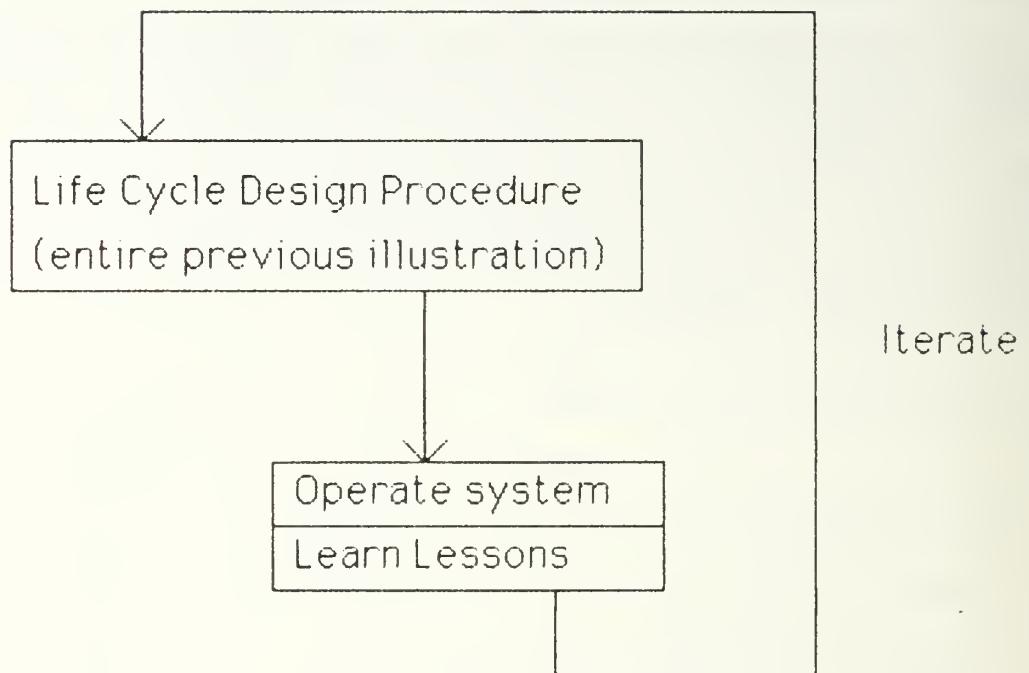 Life Cycle Design Procedure
(entire previous illustration)
Iterate
Operate system
Learn Lessons